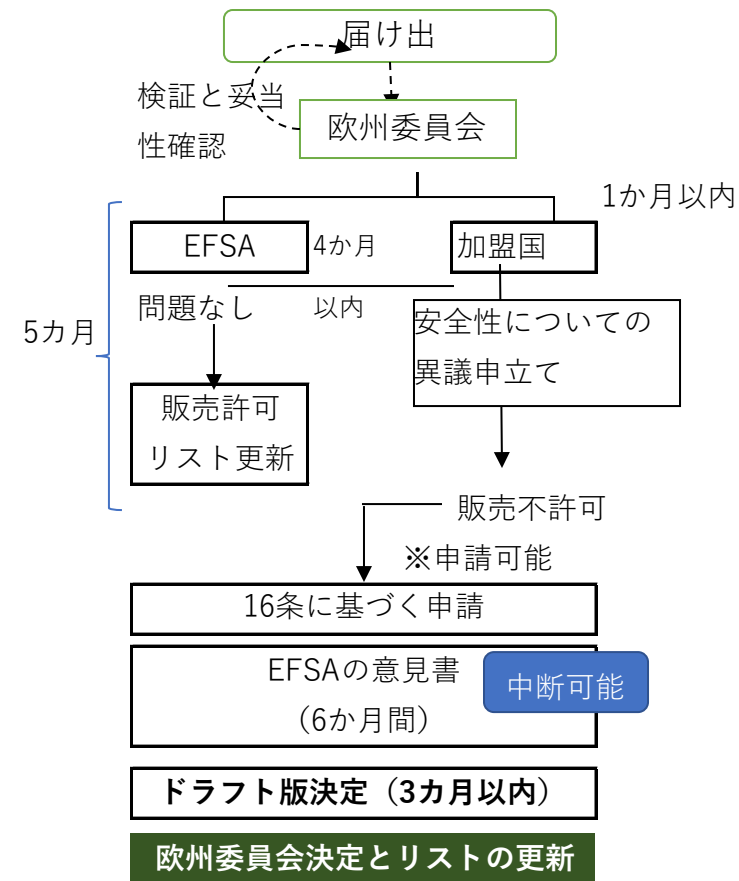 届け出
検証と妥当
性確認
欧州委員会
1か月以内
EFSA
4か月
加盟国
問題なし
以内
安全性についての
異議申立て
5カ月
販売許可
リスト更新
販売不許可
※申請可能
16条に基づく申請
EFSAの意見書
（6か月間）
中断可能
ドラフト版決定（3カ月以内）
欧州委員会決定とリストの更新